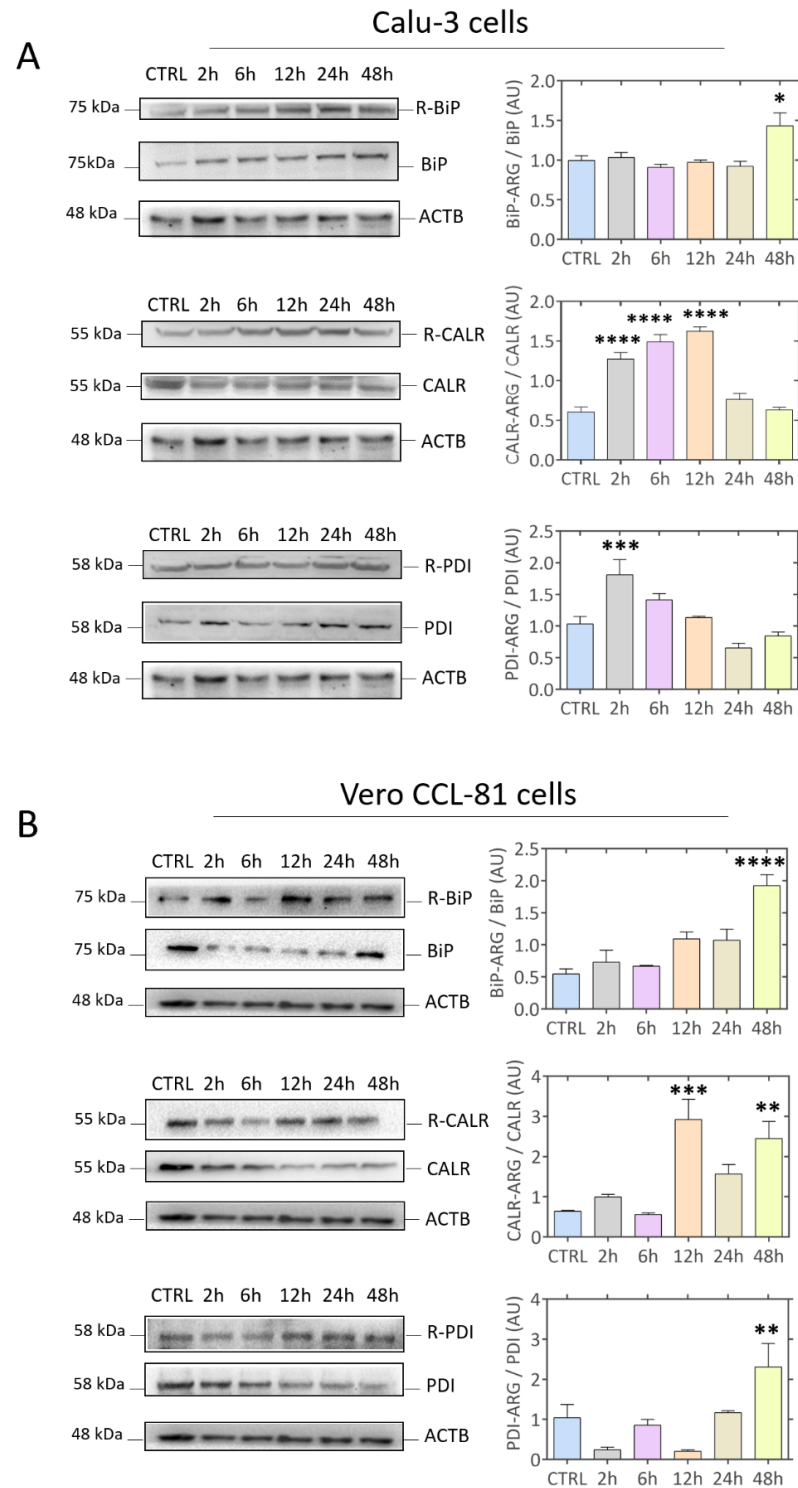 Calu-3 cells
A
CTRL 2h 6h 12h 24h 48h
75 kDa R-BiP
75kDa BiP
48 kDa ACTB
BiP-ARG / BiP (AU)
2.0
1.5
1.0
0.5
0.0
*
CTRL 2h 6h 12h 24h 48h
CTRL 2h 6h 12h 24h 48h
55 kDa R-CALR
55 kDa CALR
48 kDa ACTB
CALR-ARG / CALR (AU)
2.0
1.5
1.0
0.5
0.0
**** **** ****
CTRL 2h 6h 12h 24h 48h
CTRL 2h 6h 12h 24h 48h
58 kDa R-PDI
58 kDa PDI
48 kDa ACTB
PDI-ARG / PDI (AU)
2.5
2.0
1.5
1.0
0.5
0.0
***
CTRL 2h 6h 12h 24h 48h
Vero CCL-81 cells
B
CTRL 2h 6h 12h 24h 48h
75 kDa R-BiP
75 kDa BiP
48 kDa ACTB
BiP-ARG / BiP (AU)
2.5
2.0
1.5
1.0
0.5
0.0
****
CTRL 2h 6h 12h 24h 48h
CTRL 2h 6h 12h 24h 48h
55 kDa R-CALR
55 kDa CALR
48 kDa ACTB
CALR-ARG / CALR (AU)
4
3
2
1
0
*** **
CTRL 2h 6h 12h 24h 48h
CTRL 2h 6h 12h 24h 48h
58 kDa R-PDI
58 kDa PDI
48 kDa ACTB
PDI-ARG / PDI (AU)
4
3
2
1
0
**
CTRL 2h 6h 12h 24h 48h